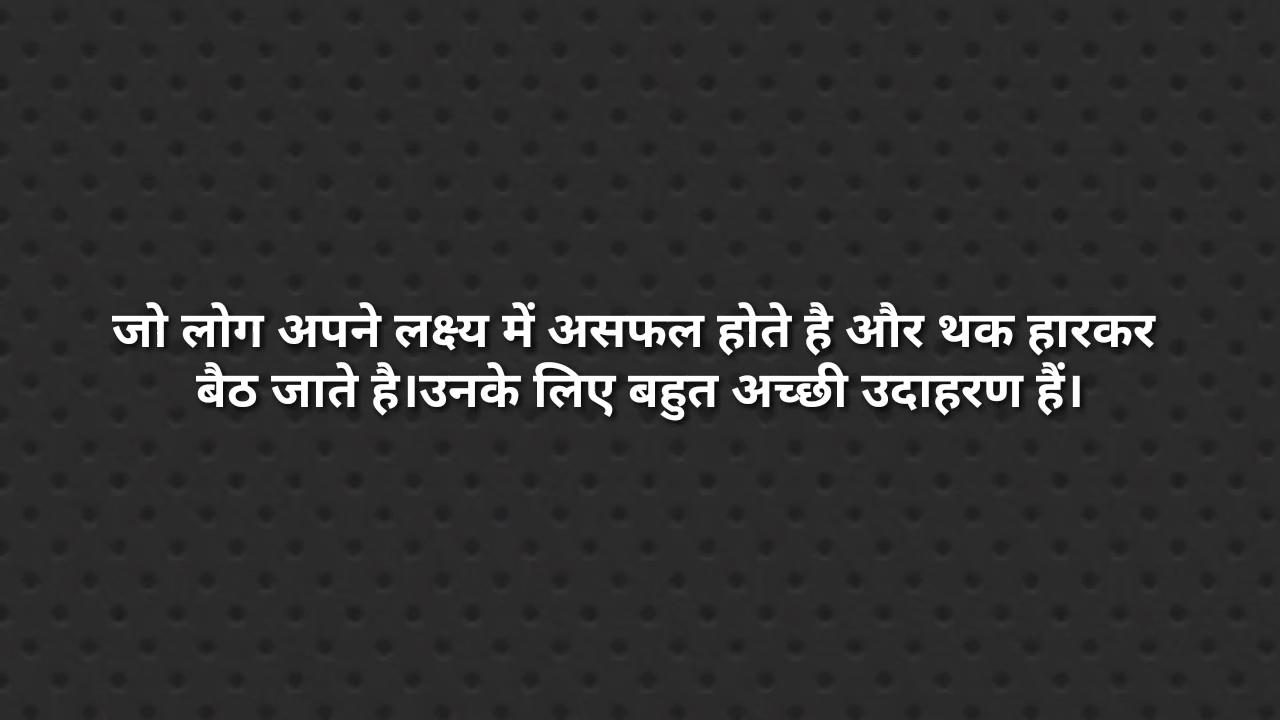 जो लोग अपने लक्ष्य में असफल होते है और थक हारकर
बैठ जाते है।उनके लिए बहुत अच्छी उदाहरण हैं।